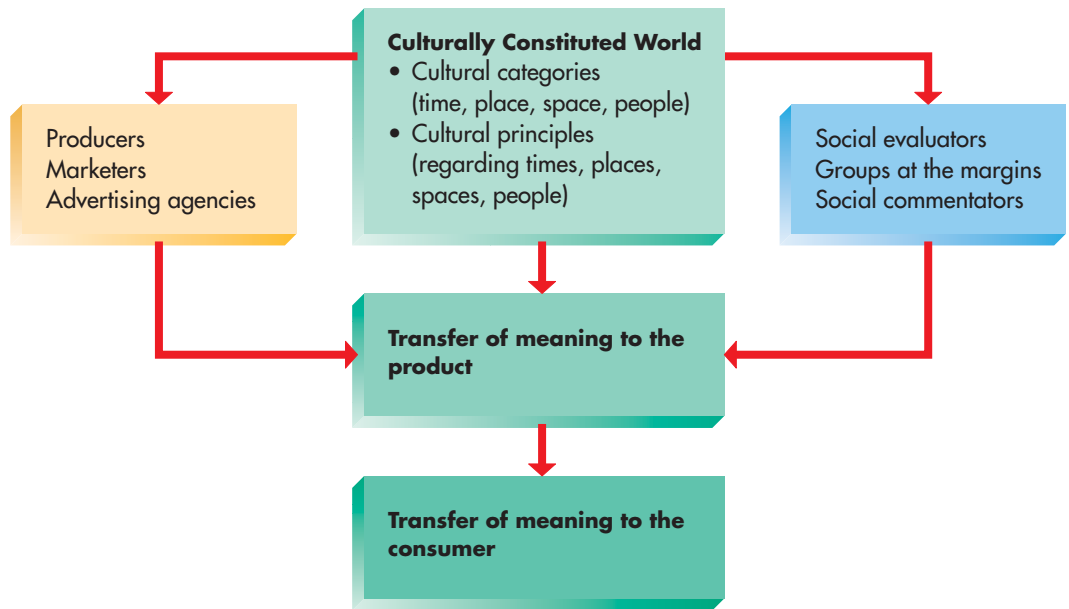 Culturally Constituted World
• Cultural categories
(time, place, space, people)
• Cultural principles
(regarding times, places,
spaces, people)
Producers
Marketers
Advertising agencies
Social evaluators
Groups at the margins
Social commentators
Transfer of meaning to the
product
Transfer of meaning to the
consumer